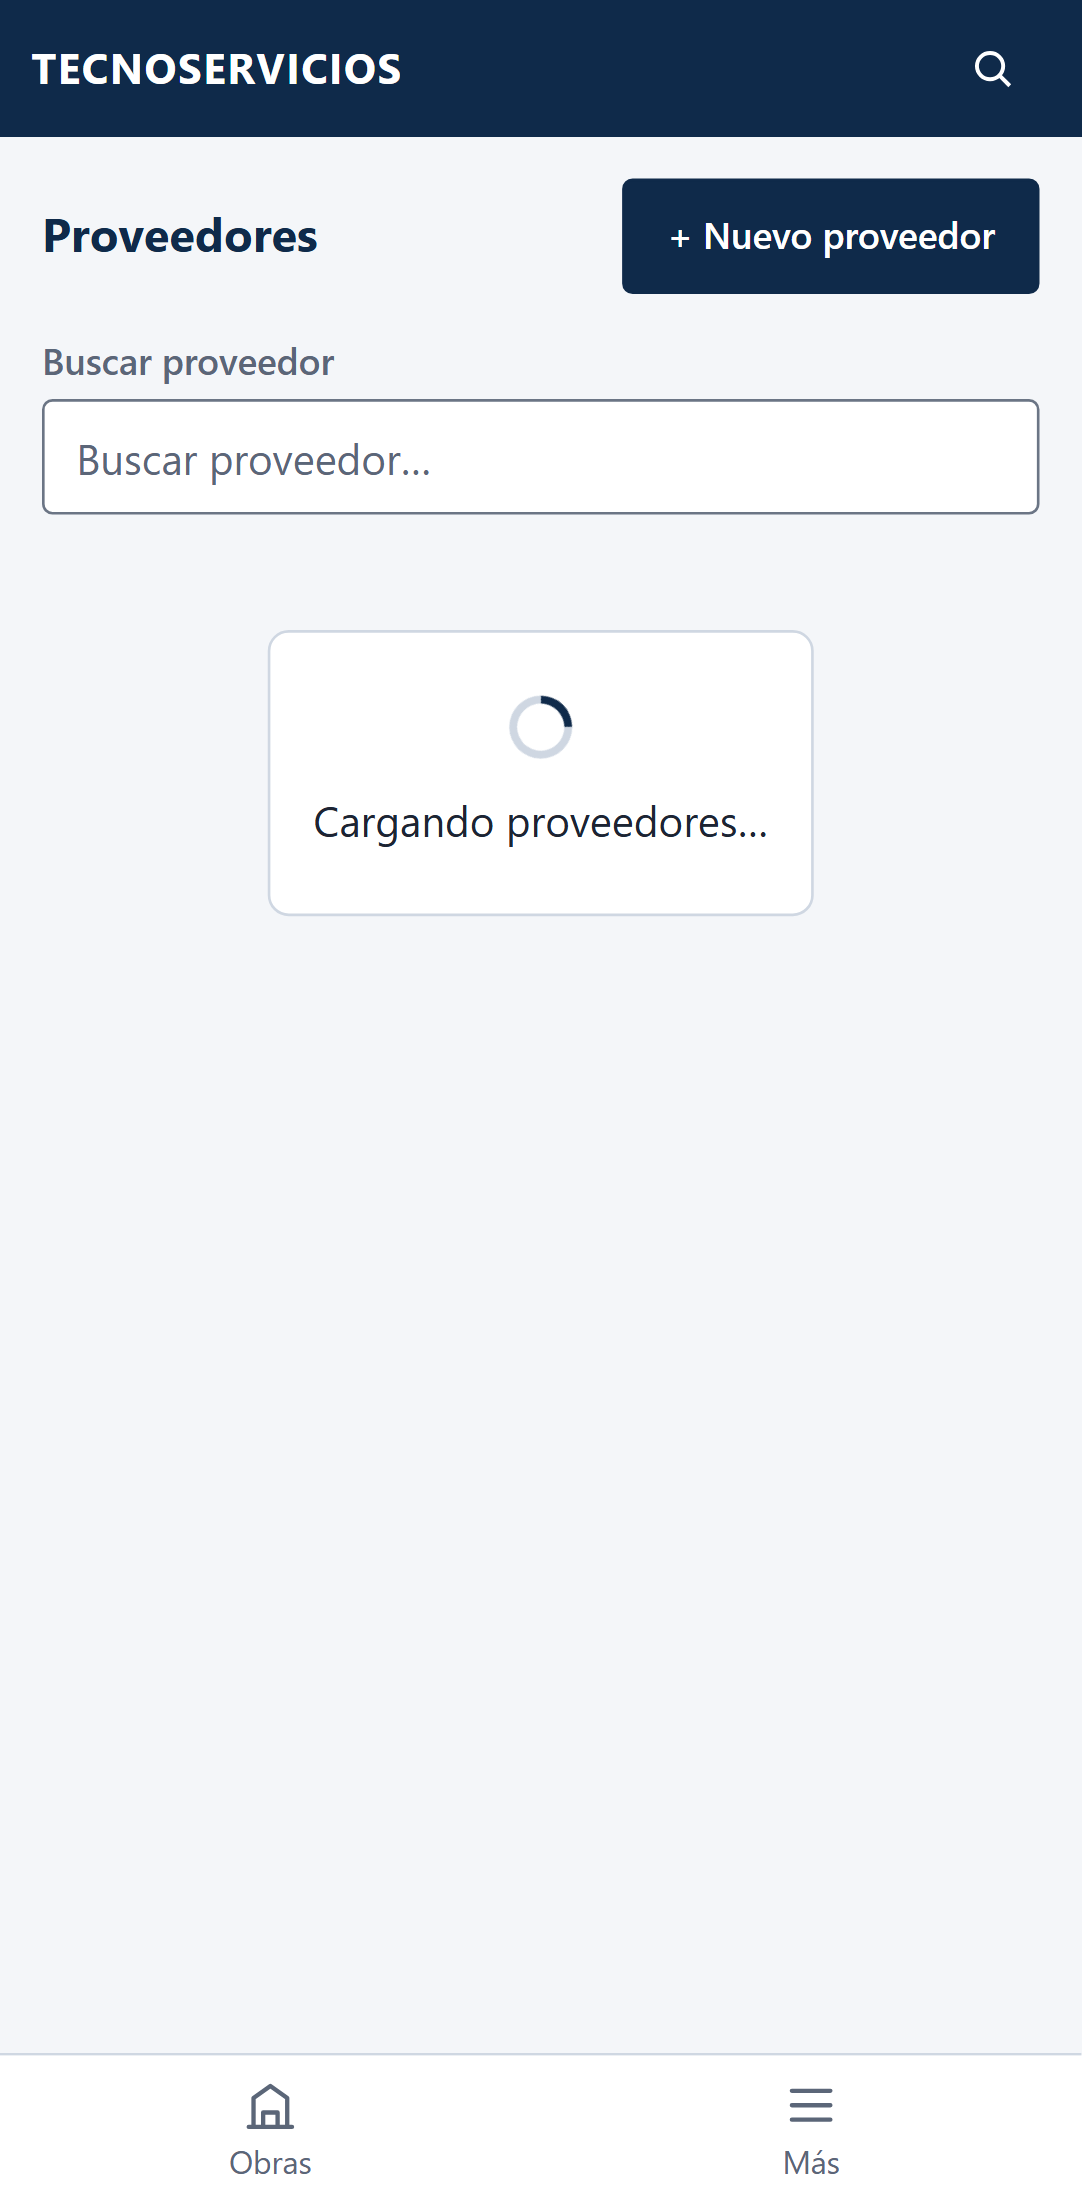 TECNOSERVICIOS
Proveedores
+ Nuevo proveedor
Buscar proveedor
Buscar proveedor...
Cargando proveedores...
Obras
Más